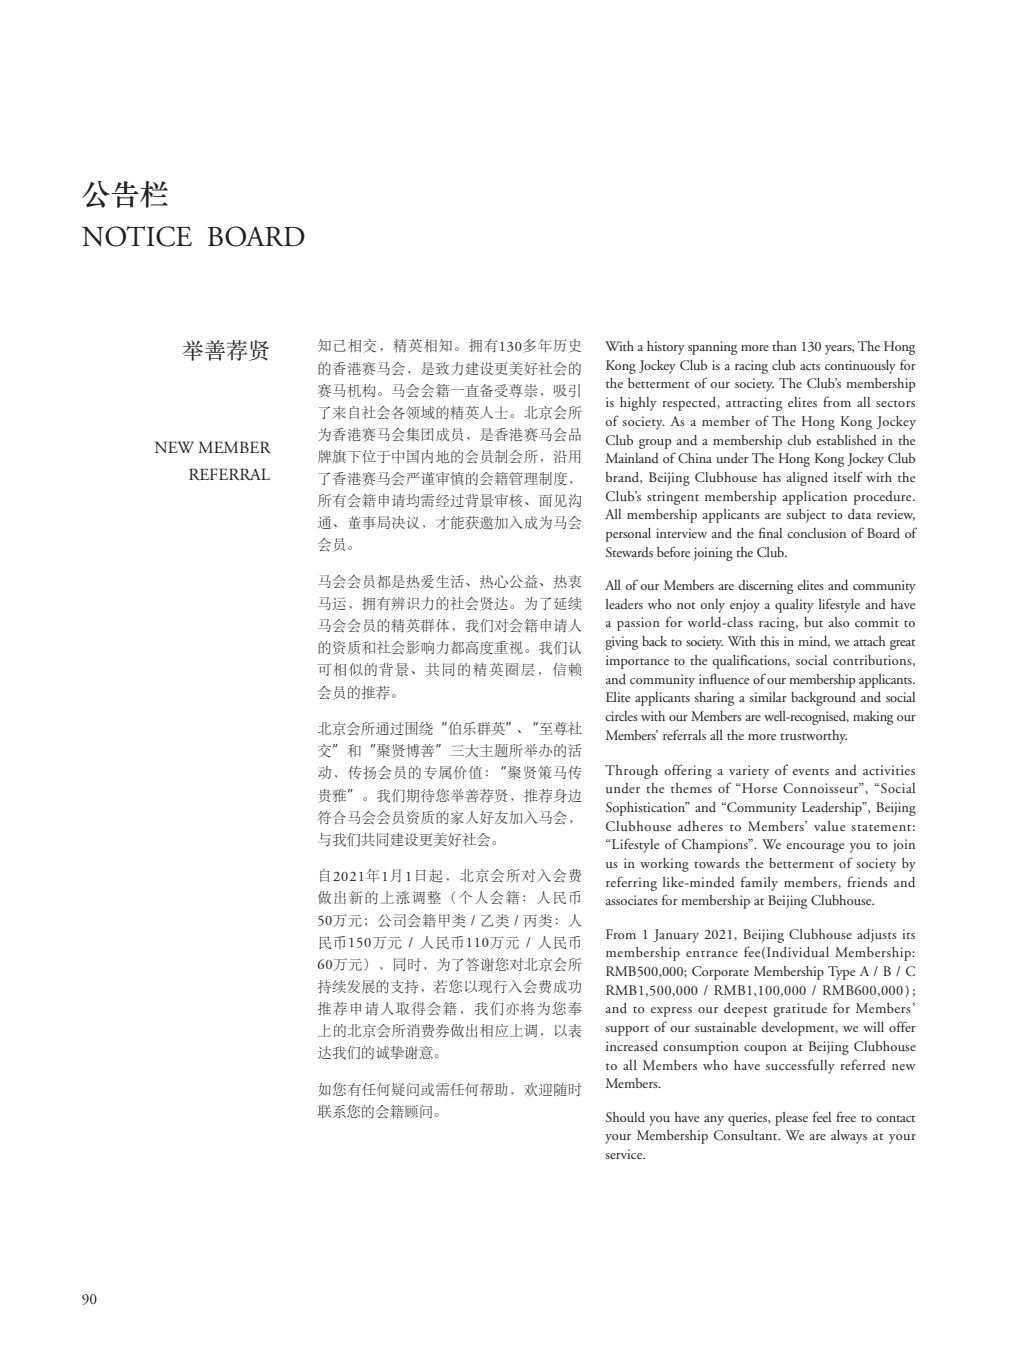 公告栏
NOTICE BOARD
举善荐贤
NEW MEMBER
REFERRAL
知己相交，精英相知。拥有130多年历史
的香港赛马会，是致力建设更美好社会的
赛马机构。马会会籍一直备受尊崇，吸引
了来自社会各领域的精英人士。北京会所
为香港赛马会集团成员，是香港赛马会品
牌旗下位于中国内地的会员制会所，沿用
了香港赛马会严谨审慎的会籍管理制度，
所有会籍申请均需经过背景审核、面见沟
通、董事局决议，才能获邀加入成为马会
会员。
马会会员都是热爱生活、热心公益、热衷
马运，拥有辨识力的社会贤达。为了延续
马会会员的精英群体，我们对会籍申请人
的资质和社会影响力都高度重视。我们认
可相似的背景、共同的精英圈层，信赖
会员的推荐。
北京会所通过围绕“伯乐群英”、“至尊社
交”和“聚贤博善”三大主题所举办的活
动，传扬会员的专属价值：“聚贤策马传
贵雅”。我们期待您举善荐贤，推荐身边
符合马会会员资质的家人好友加入马会，
与我们共同建设更美好社会。
自2021年1月1日起，北京会所对入会费
做出新的上涨调整（个人会籍：人民币
50万元；公司会籍甲类 / 乙类 / 丙类：人
民币150万元 / 人民币110万元 / 人民币
60万元），同时，为了答谢您对北京会所
持续发展的支持，若您以现行入会费成功
推荐申请人取得会籍，我们亦将为您奉
上的北京会所消费券做出相应上调，以表
达我们的诚挚谢意。
如您有任何疑问或需任何帮助，欢迎随时
联系您的会籍顾问。
With a history spanning more than 130 years, The Hong
Kong Jockey Club is a racing club acts continuously for
the betterment of our society. The Club’s membership
is highly respected, attracting elites from all sectors
of society. As a member of The Hong Kong Jockey
Club group and a membership club established in the
Mainland of China under The Hong Kong Jockey Club
brand, Beijing Clubhouse has aligned itself with the
Club’s stringent membership application procedure.
All membership applicants are subject to data review,
personal interview and the final conclusion of Board of
Stewards before joining the Club.
All of our Members are discerning elites and community
leaders who not only enjoy a quality lifestyle and have
a passion for world-class racing, but also commit to
giving back to society. With this in mind, we attach great
importance to the qualifications, social contributions,
and community influence of our membership applicants.
Elite applicants sharing a similar background and social
circles with our Members are well-recognised, making our
Members’ referrals all the more trustworthy.
Through offering a variety of events and activities
under the themes of “Horse Connoisseur”, “Social
Sophistication” and “Community Leadership”, Beijing
Clubhouse adheres to Members’ value statement:
“Lifestyle of Champions”. We encourage you to join
us in working towards the betterment of society by
referring like-minded family members, friends and
associates for membership at Beijing Clubhouse.
From 1 January 2021, Beijing Clubhouse adjusts its
membership entrance fee(Individual Membership:
RMB500,000; Corporate Membership Type A / B / C
RMB1,500,000 / RMB1,100,000 / RMB600,000);
and to express our deepest gratitude for Members’
support of our sustainable development, we will offer
increased consumption coupon at Beijing Clubhouse
to all Members who have successfully referred new
Members.
Should you have any queries, please feel free to contact
your Membership Consultant. We are always at your
service.
90